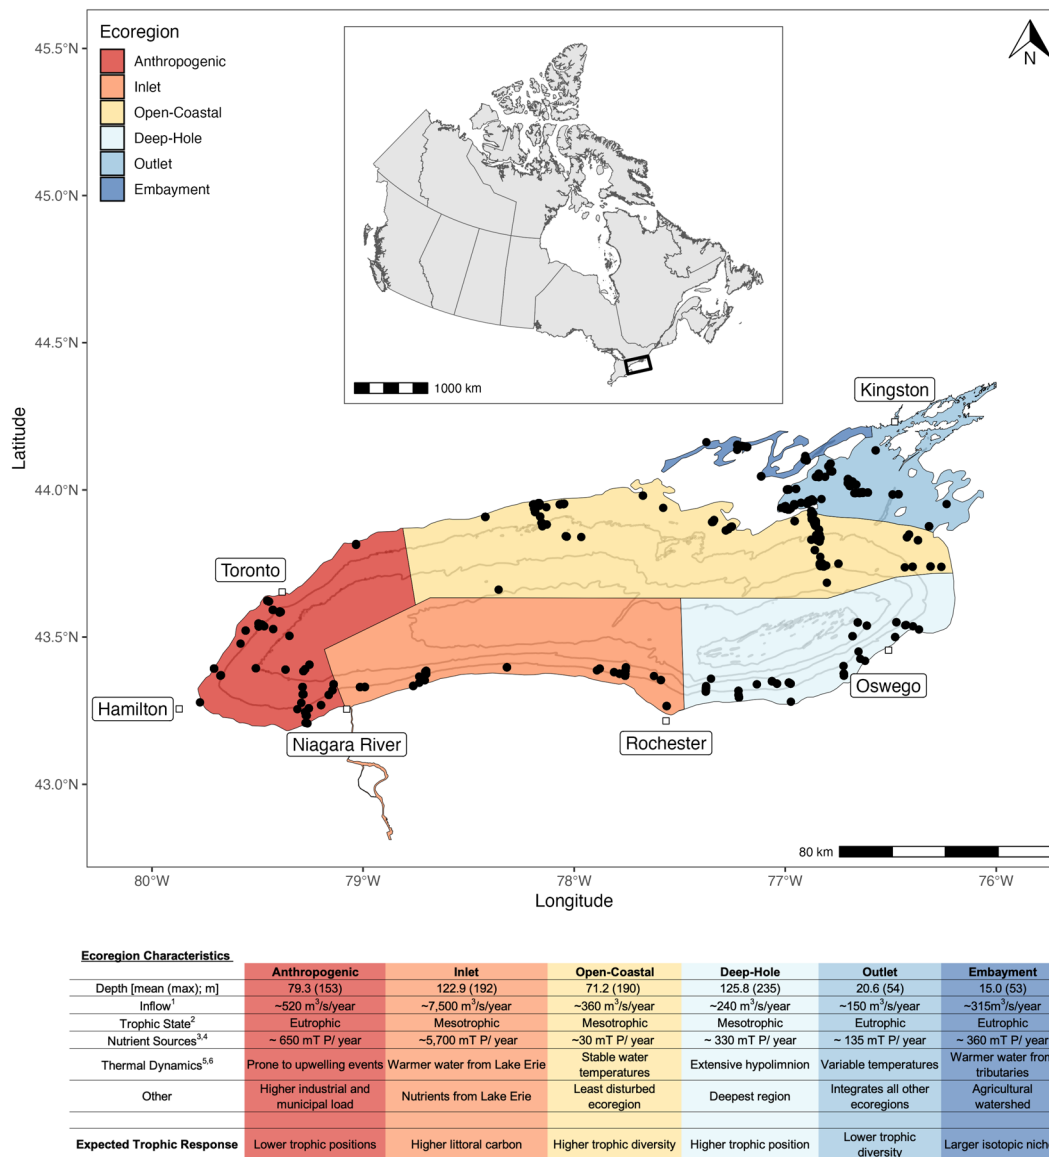 Ecoregion
Anthropogenic
Inlet
Open-Coastal
Deep-Hole
Outlet
Embayment
N
1000 km
45.5°N
45.0°N
44.5°N
44.0°N
43.5°N
43.0°N
Latitude
Kingston
Toronto
Hamilton
Niagara River
Rochester
Oswego
80 km
80°W 79°W 78°W 77°W 76°W
Longitude
Ecoregion Characteristics
Anthropogenic Inlet Open-Coastal Deep-Hole Outlet Embayment
Depth [mean (max); m] 79.3 (153) 122.9 (192) 71.2 (190) 125.8 (235) 20.6 (54) 15.0 (53)
Inflow¹ ~520 m³/s/year ~7,500 m³/s/year ~360 m³/s/year ~240 m³/s/year ~150 m³/s/year ~315m³/s/year
Trophic State² Eutrophic Mesotrophic Mesotrophic Mesotrophic Eutrophic Eutrophic
Nutrient Sources³,⁴ ~ 650 mT P/ year ~5,700 mT P/ year ~30 mT P/ year ~ 330 mT P/ year ~ 135 mT P/ year ~ 360 mT P/ year
Thermal Dynamics⁵,⁶ Prone to upwelling events Warmer water from Lake Erie Stable water temperatures Extensive hypolimnion Variable temperatures Warmer water from tributaries
Other Higher industrial and municipal load Nutrients from Lake Erie Least disturbed ecoregion Deepest region Integrates all other ecoregions Agricultural watershed
Expected Trophic Response Lower trophic positions Higher littoral carbon Higher trophic diversity Higher trophic position Lower trophic diversity Larger isotopic niche